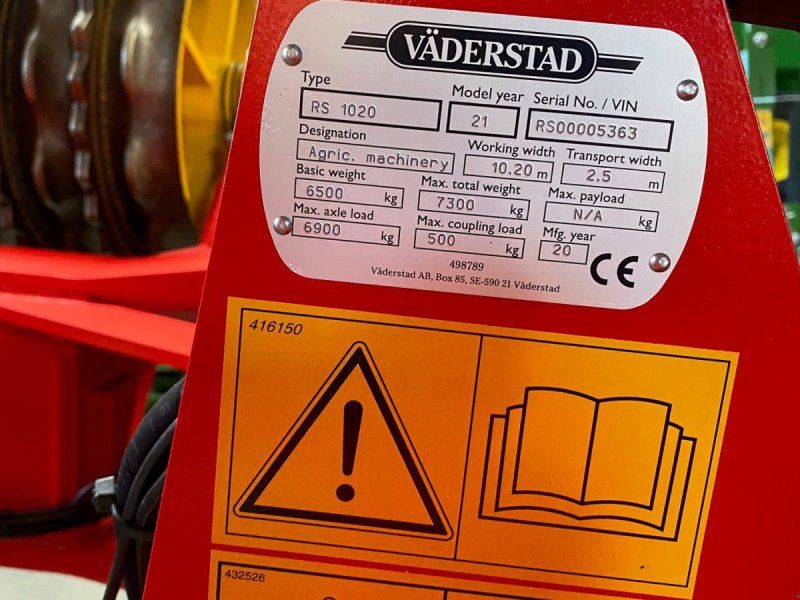 VÄDERSTAD
Type Model year Serial No. / VIN
RS 1020 21 RS00005363
Designation Working width Transport width
Agric. machinery 10.20 m 2.5 m
Basic weight Max. total weight Max. payload
6500 kg 7300 kg N/A kg
Max. axle load Max. coupling load Mfg. year
6900 kg 500 kg 20 CE
498789
Väderstad AB, Box 85, SE-590 21 Väderstad
416150
432526